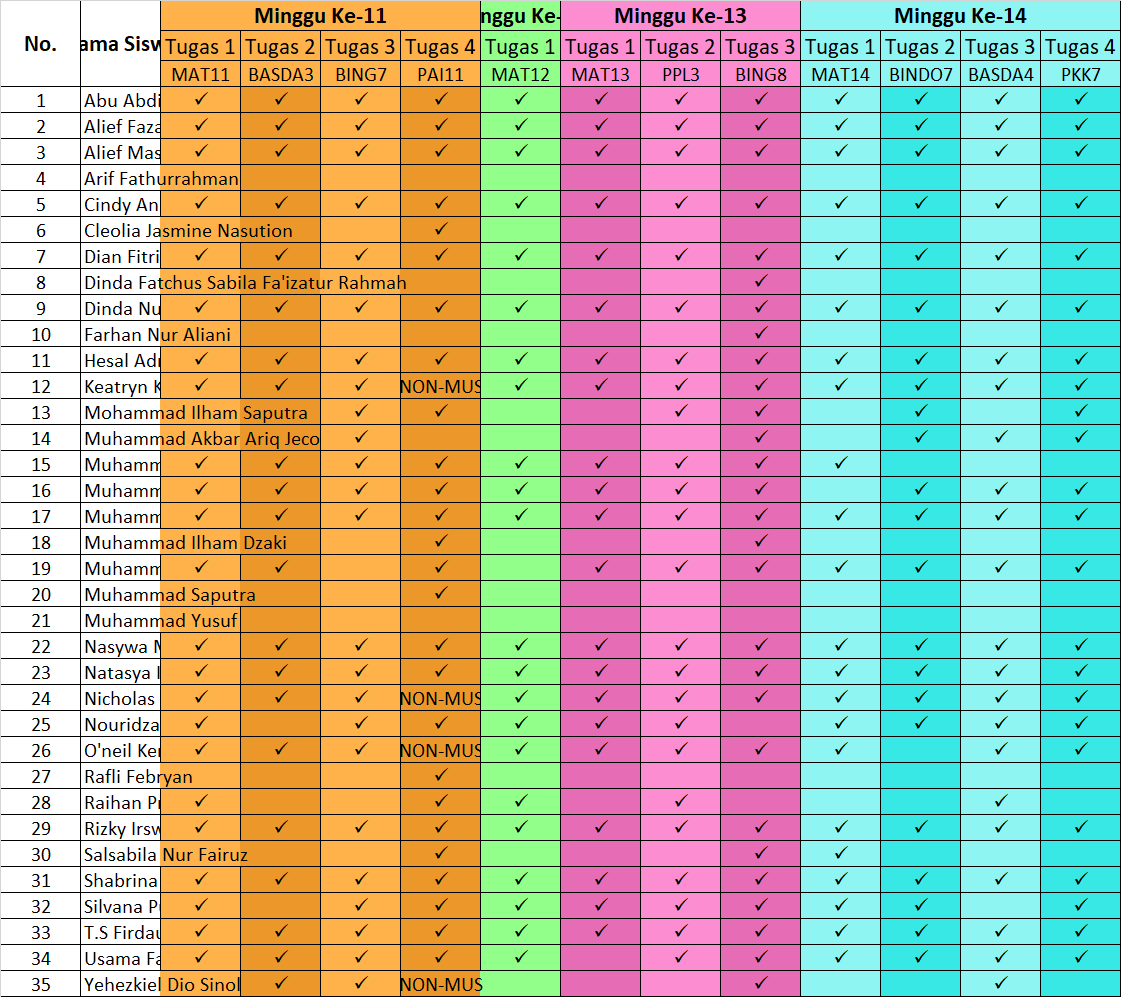 Minggu Ke-11 nggu Ke- Minggu Ke-13 Minggu Ke-14
No. ama Sisw Tugas 1 Tugas 2 Tugas 3 Tugas 4 Tugas 1 Tugas 1 Tugas 2 Tugas 3 Tugas 1 Tugas 2 Tugas 3 Tugas 4
MAT11 BASDA3 BING7 PAI11 MAT12 MAT13 PPL3 BING8 MAT14 BINDO7 BASDA4 PKK7
1 Abu Abdi ✓ ✓ ✓ ✓ ✓ ✓ ✓ ✓ ✓ ✓ ✓ ✓
2 Alief Faza ✓ ✓ ✓ ✓ ✓ ✓ ✓ ✓ ✓ ✓ ✓ ✓
3 Alief Mas ✓ ✓ ✓ ✓ ✓ ✓ ✓ ✓ ✓ ✓ ✓ ✓
4 Arif Fathurrahman
5 Cindy An ✓ ✓ ✓ ✓ ✓ ✓ ✓ ✓ ✓ ✓ ✓ ✓
6 Cleolia Jasmine Nasution ✓
7 Dian Fitri ✓ ✓ ✓ ✓ ✓ ✓ ✓ ✓ ✓ ✓ ✓ ✓
8 Dinda Fatchus Sabila Fa'izatur Rahmah ✓
9 Dinda Nu ✓ ✓ ✓ ✓ ✓ ✓ ✓ ✓ ✓ ✓ ✓ ✓
10 Farhan Nur Aliani ✓
11 Hesal Adr ✓ ✓ ✓ ✓ ✓ ✓ ✓ ✓ ✓ ✓ ✓ ✓
12 Keatryn K ✓ ✓ ✓ NON-MUS ✓ ✓ ✓ ✓ ✓ ✓ ✓ ✓
13 Mohammad Ilham Saputra ✓ ✓ ✓ ✓ ✓ ✓
14 Muhammad Akbar Ariq Jeco ✓ ✓ ✓ ✓ ✓
15 Muhamm ✓ ✓ ✓ ✓ ✓ ✓ ✓ ✓ ✓
16 Muhamm ✓ ✓ ✓ ✓ ✓ ✓ ✓ ✓ ✓ ✓ ✓
17 Muhamm ✓ ✓ ✓ ✓ ✓ ✓ ✓ ✓ ✓ ✓ ✓ ✓
18 Muhammad Ilham Dzaki ✓ ✓
19 Muhamm ✓ ✓ ✓ ✓ ✓ ✓ ✓ ✓ ✓ ✓
20 Muhammad Saputra ✓
21 Muhammad Yusuf
22 Nasywa M ✓ ✓ ✓ ✓ ✓ ✓ ✓ ✓ ✓ ✓ ✓ ✓
23 Natasya I ✓ ✓ ✓ ✓ ✓ ✓ ✓ ✓ ✓ ✓ ✓ ✓
24 Nicholas ✓ ✓ ✓ NON-MUS ✓ ✓ ✓ ✓ ✓ ✓ ✓ ✓
25 Nouridza ✓ ✓ ✓ ✓ ✓ ✓ ✓ ✓ ✓ ✓
26 O'neil Ker ✓ ✓ ✓ NON-MUS ✓ ✓ ✓ ✓ ✓ ✓ ✓
27 Rafli Febryan ✓
28 Raihan Pr ✓ ✓ ✓ ✓ ✓
29 Rizky Irsw ✓ ✓ ✓ ✓ ✓ ✓ ✓ ✓ ✓ ✓ ✓ ✓
30 Salsabila Nur Fairuz ✓ ✓ ✓
31 Shabrina ✓ ✓ ✓ ✓ ✓ ✓ ✓ ✓ ✓ ✓ ✓ ✓
32 Silvana Pu ✓ ✓ ✓ ✓ ✓ ✓ ✓ ✓ ✓ ✓
33 T.S Firdau ✓ ✓ ✓ ✓ ✓ ✓ ✓ ✓ ✓ ✓ ✓ ✓
34 Usama Fa ✓ ✓ ✓ ✓ ✓ ✓ ✓ ✓ ✓ ✓ ✓
35 Yehezkiel Dio Sinol ✓ ✓ NON-MUS ✓ ✓